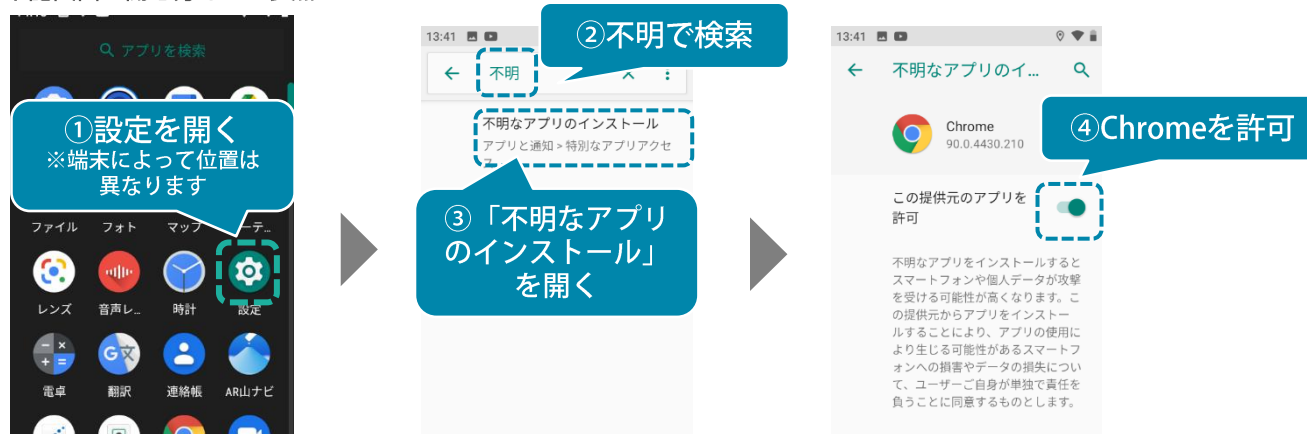 アプリを検索
①設定を開く
※端末によって位置は
異なります
ファイル
フォト
マップ
レンズ
音声レ…
時計
設定
電卓
翻訳
連絡帳
AR山ナビ
13:41
②不明で検索
不明
不明なアプリのインストール
アプリと通知 > 特別なアプリアクセ
③「不明なアプリ
のインストール」
を開く
13:41
不明なアプリのイ…
Chrome
90.0.4430.210
④Chromeを許可
この提供元のアプリを
許可
不明なアプリをインストールすると
スマートフォンや個人データが攻撃
を受ける可能性が高くなります。こ
の提供元からアプリをインストー
ルすることにより、アプリの使用に
より生じる可能性があるスマートフ
ォンへの損害やデータの損失につい
て、ユーザーご自身が単独で責任を
負うことに同意するものとします。